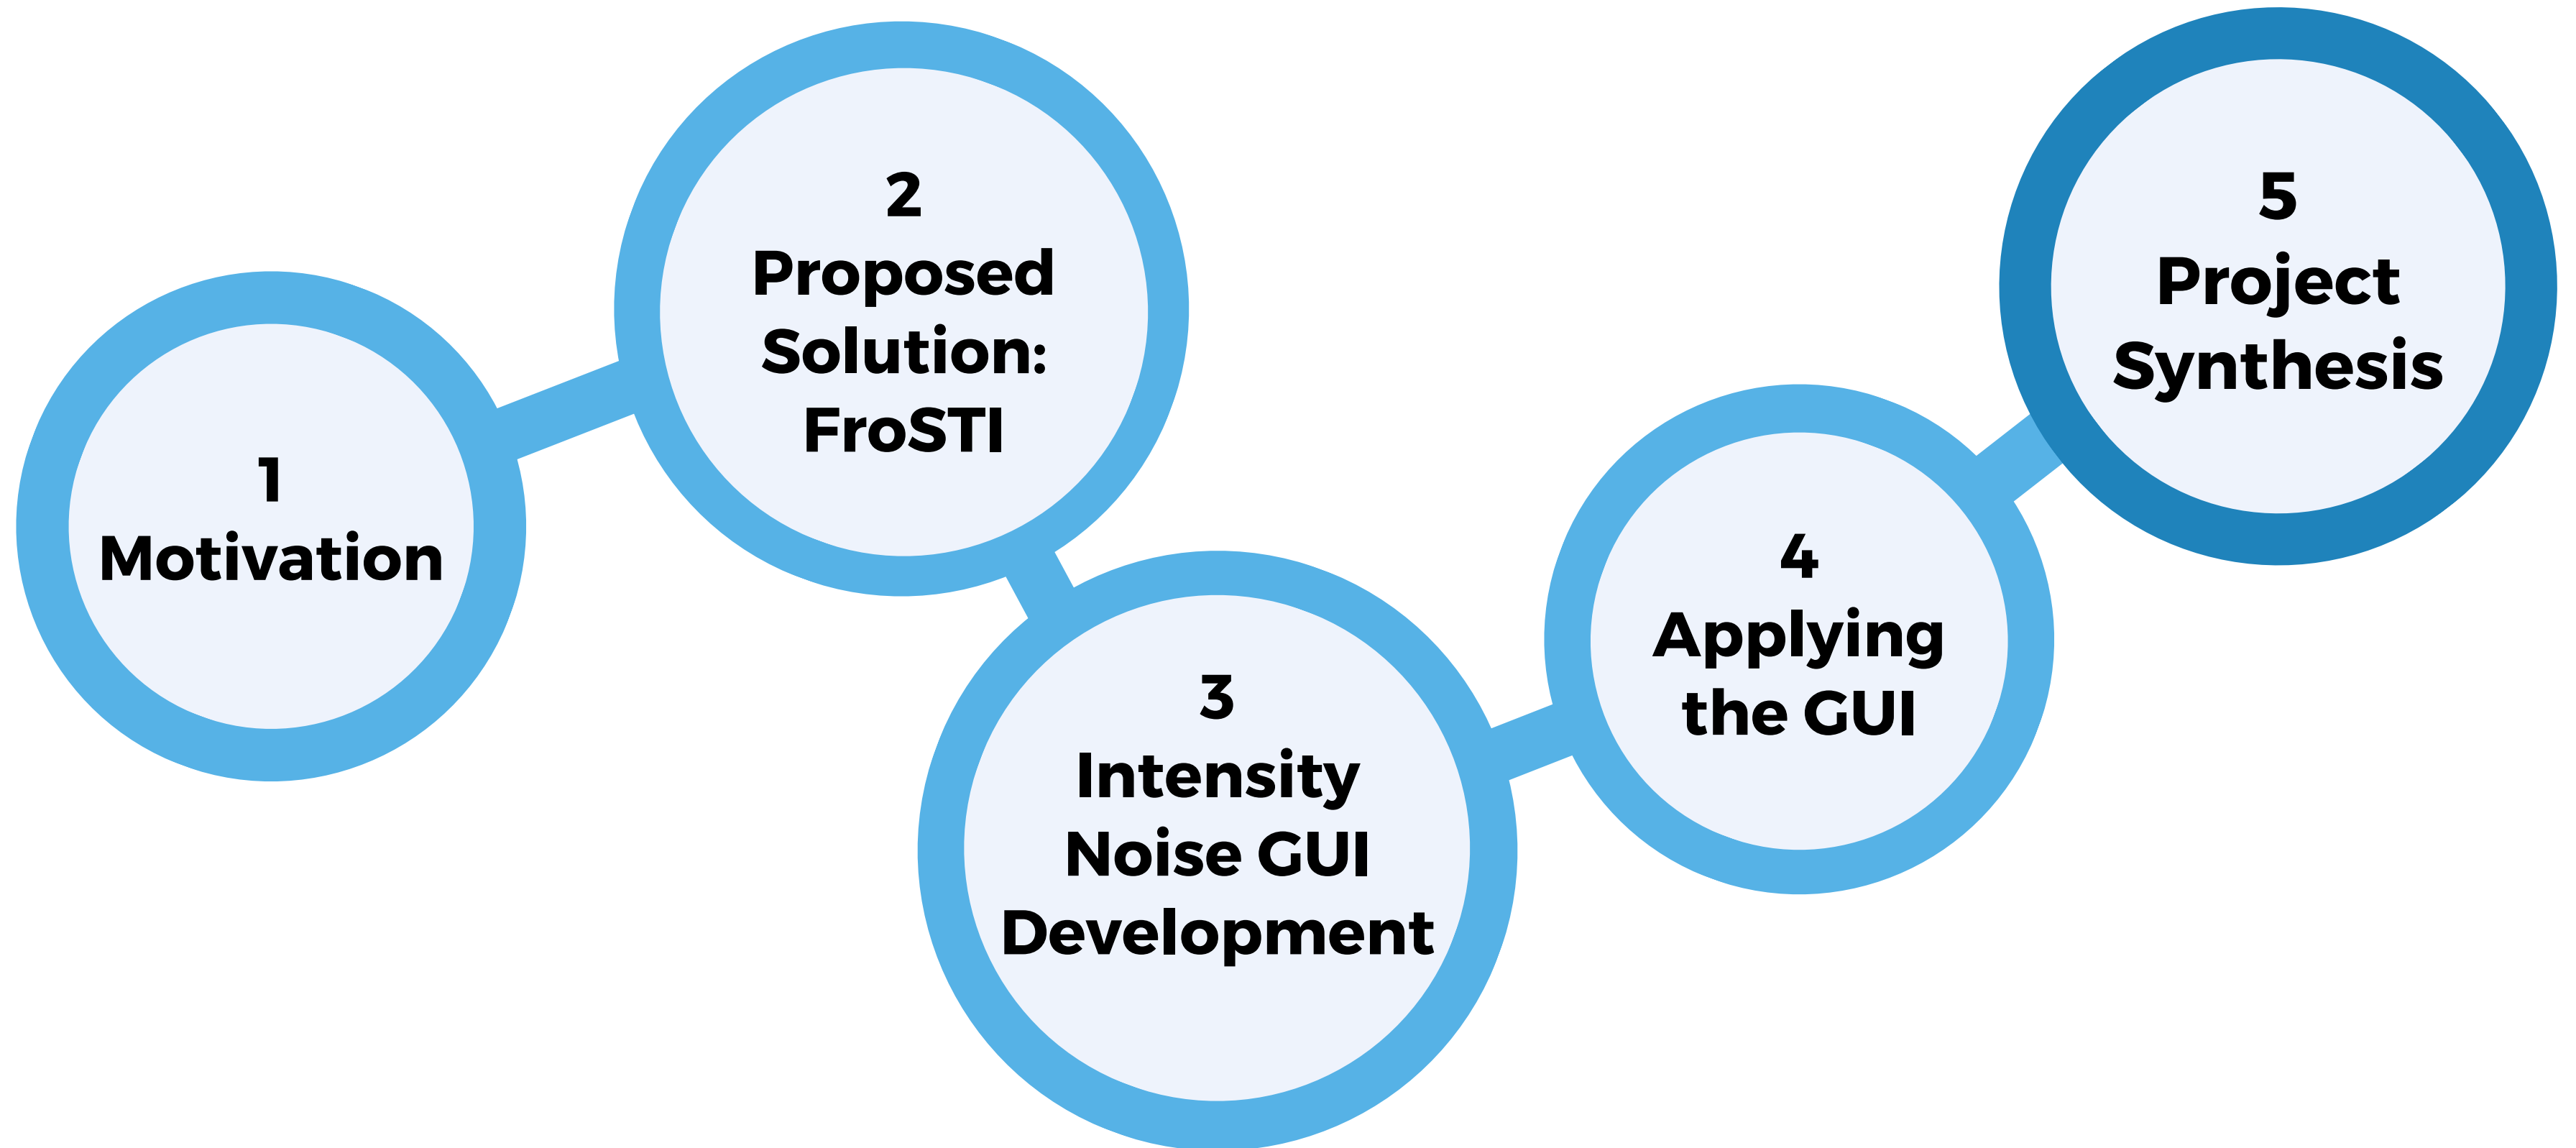 1
Motivation
2
Proposed
Solution:
FroSTI
3
Intensity
Noise GUI
Development
4
Applying
the GUI
5
Project
Synthesis